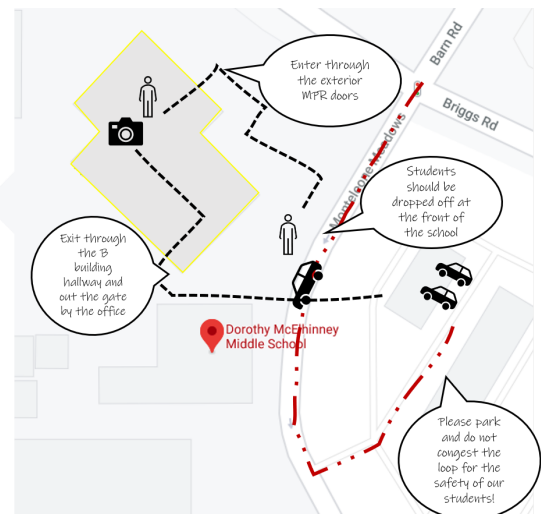 Barn Rd
Briggs Rd
Monteleone Meadows
Enter through
the exterior
MPR doors
Students
should be
dropped off at
the front of
the school
Exit through
the B
building
hallway and
out the gate
by the office
Dorothy McElhinney
Middle School
Please park
and do not
congest the
loop for the
safety of our
students!